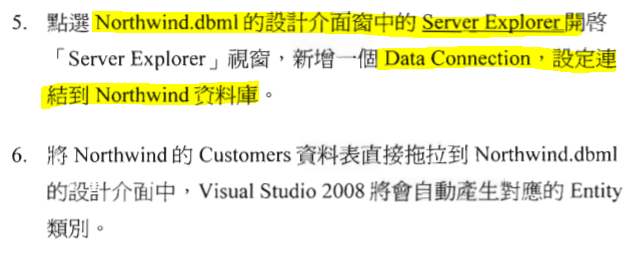 5. 點選 Northwind.dbml 的設計介面窗中的 Server Explorer 開啓
「Server Explorer」視窗，新增一個 Data Connection，設定連
結到 Northwind 資料庫。
6. 將 Northwind 的 Customers 資料表直接拖拉到 Northwind.dbml
的設計介面中，Visual Studio 2008 將會自動產生對應的 Entity
類別。